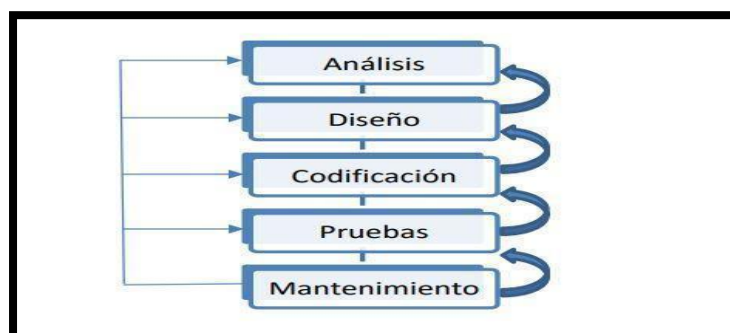 Análisis
Diseño
Codificación
Pruebas
Mantenimiento